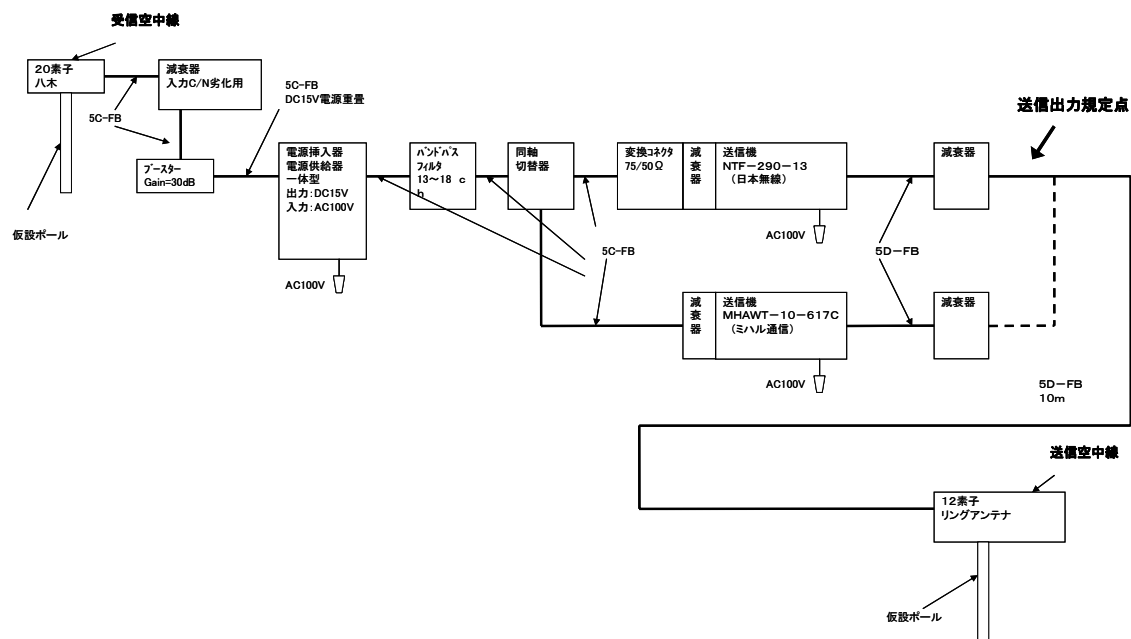 受信空中線
20素子
八木
減衰器
入力C/N劣化用
5C-FB
DC15V電源重畳
5C-FB
ブースター
Gain=30dB
仮設ポール
電源挿入器
電源供給器
一体型
出力:DC15V
入力:AC100V
AC100V
バンドパス
フィルタ
13~18 c
h
同軸
切替器
5C-FB
変換コネクタ
75/50Ω
減
衰
器
送信機
NTF-290-13
(日本無線)
AC100V
5D-FB
減衰器
送信出力規定点
減
衰
器
送信機
MHAWT-10-617C
(ミハル通信)
AC100V
減衰器
5D-FB
10m
送信空中線
12素子
リングアンテナ
仮設ポール